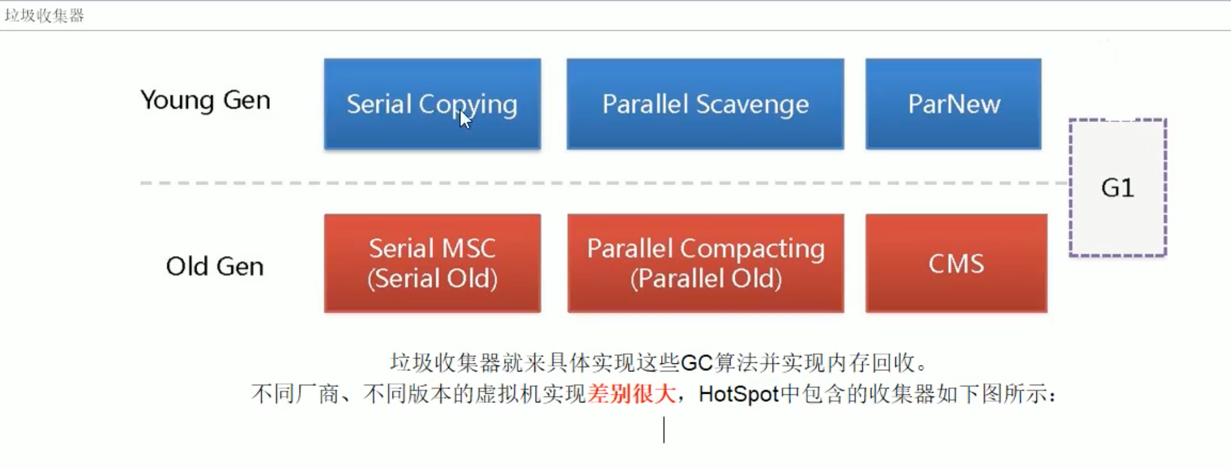 垃圾收集器
Young Gen
Serial Copying
Parallel Scavenge
ParNew
G1
Old Gen
Serial MSC
(Serial Old)
Parallel Compacting
(Parallel Old)
CMS
垃圾收集器就来具体实现这些GC算法并实现内存回收。
不同厂商、不同版本的虚拟机实现差别很大，HotSpot中包含的收集器如下图所示：